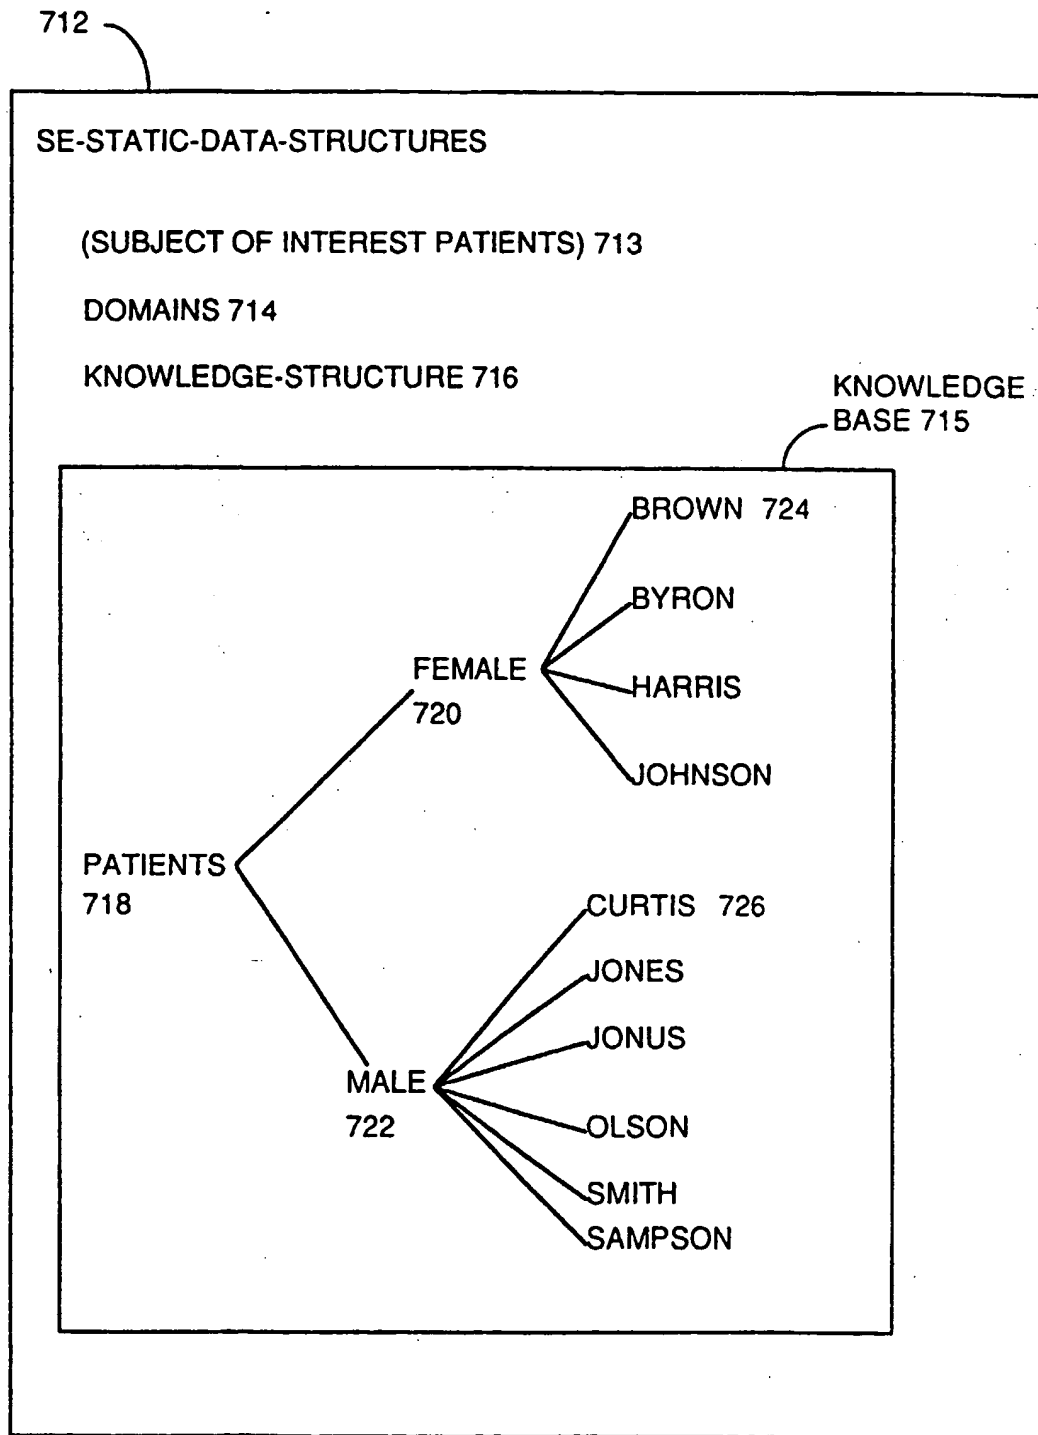 712
SE-STATIC-DATA-STRUCTURES
(SUBJECT OF INTEREST PATIENTS) 713
DOMAINS 714
KNOWLEDGE-STRUCTURE 716
KNOWLEDGE
BASE 715
BROWN 724
BYRON
FEMALE
720
HARRIS
JOHNSON
PATIENTS
718
CURTIS 726
JONES
JONUS
MALE
722
OLSON
SMITH
SAMPSON